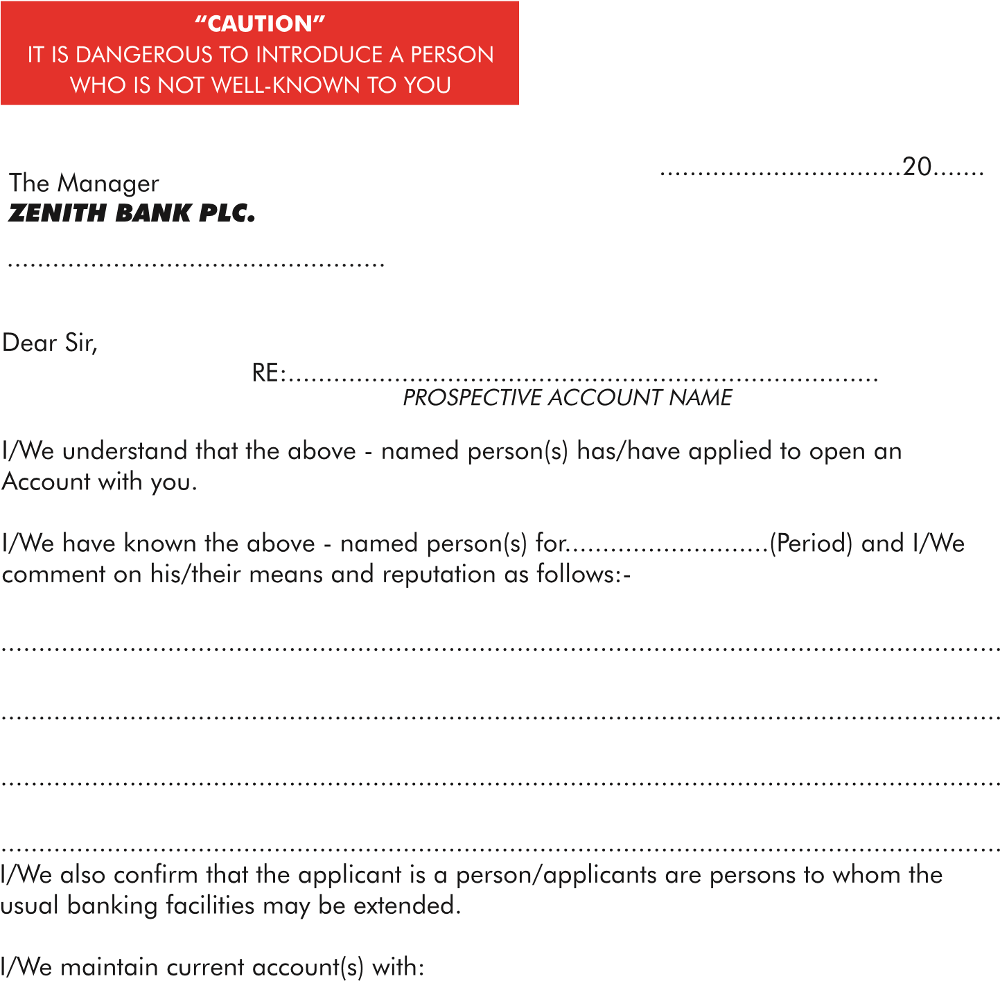 “CAUTION”
IT IS DANGEROUS TO INTRODUCE A PERSON
WHO IS NOT WELL-KNOWN TO YOU
................................20.......
The Manager
ZENITH BANK PLC.
..................................................
Dear Sir,
RE:..............................................................................
PROSPECTIVE ACCOUNT NAME
I/We understand that the above - named person(s) has/have applied to open an
Account with you.
I/We have known the above - named person(s) for...........................(Period) and I/We
comment on his/their means and reputation as follows:-
....................................................................................................................................
....................................................................................................................................
....................................................................................................................................
....................................................................................................................................
I/We also confirm that the applicant is a person/applicants are persons to whom the
usual banking facilities may be extended.
I/We maintain current account(s) with: